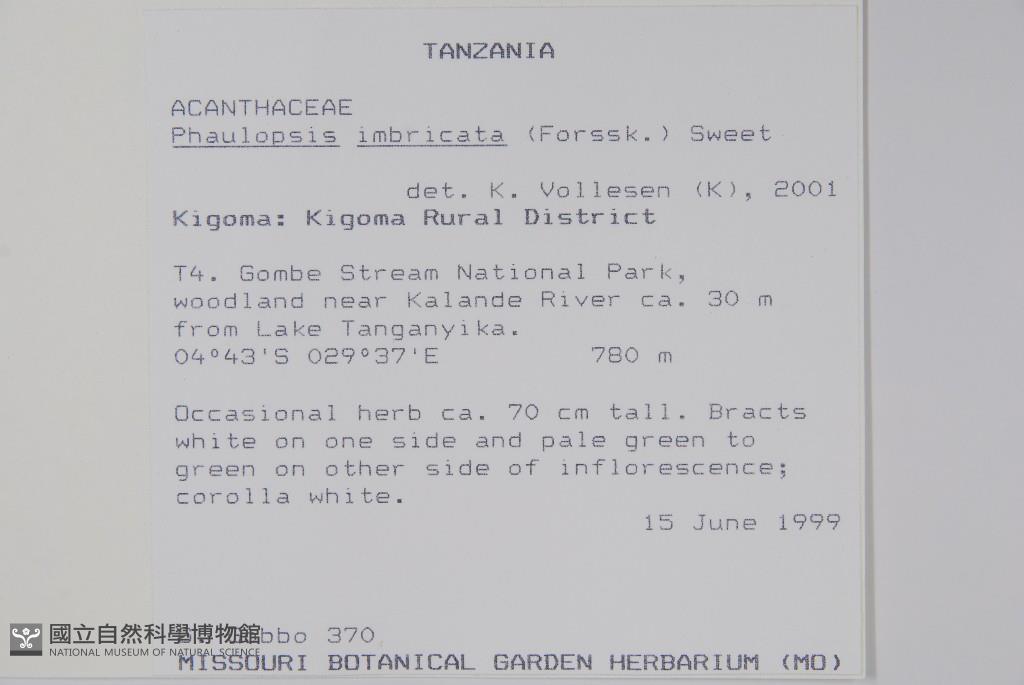 TANZANIA
ACANTHACEAE
Phaulopsis imbricata (Forssk.) Sweet
det. K. Vollesen (K), 2001
Kigoma: Kigoma Rural District
T4. Gombe Stream National Park,
woodland near Kalande River ca. 30 m
from Lake Tanganyika.
04°43'S 029°37'E 780 m
Occasional herb ca. 70 cm tall. Bracts
white on one side and pale green to
green on other side of inflorescence;
corolla white.
15 June 1999
370
MISSOURI BOTANICAL GARDEN HERBARIUM (MO)
國立自然科學博物館
NATIONAL MUSEUM OF NATURAL SCIENCE